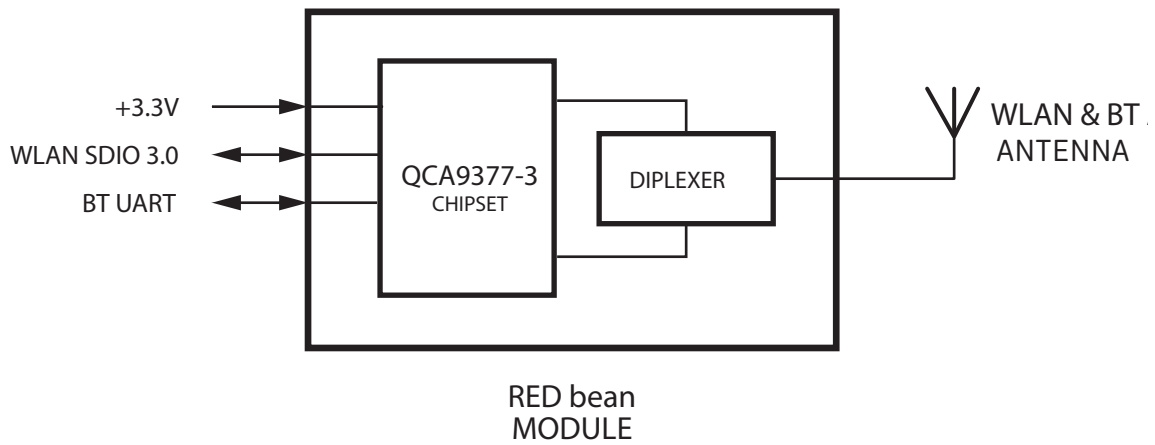 +3.3V
WLAN SDIO 3.0
BT UART
QCA9377-3
CHIPSET
DIPLEXER
WLAN & BT
ANTENNA
RED bean
MODULE